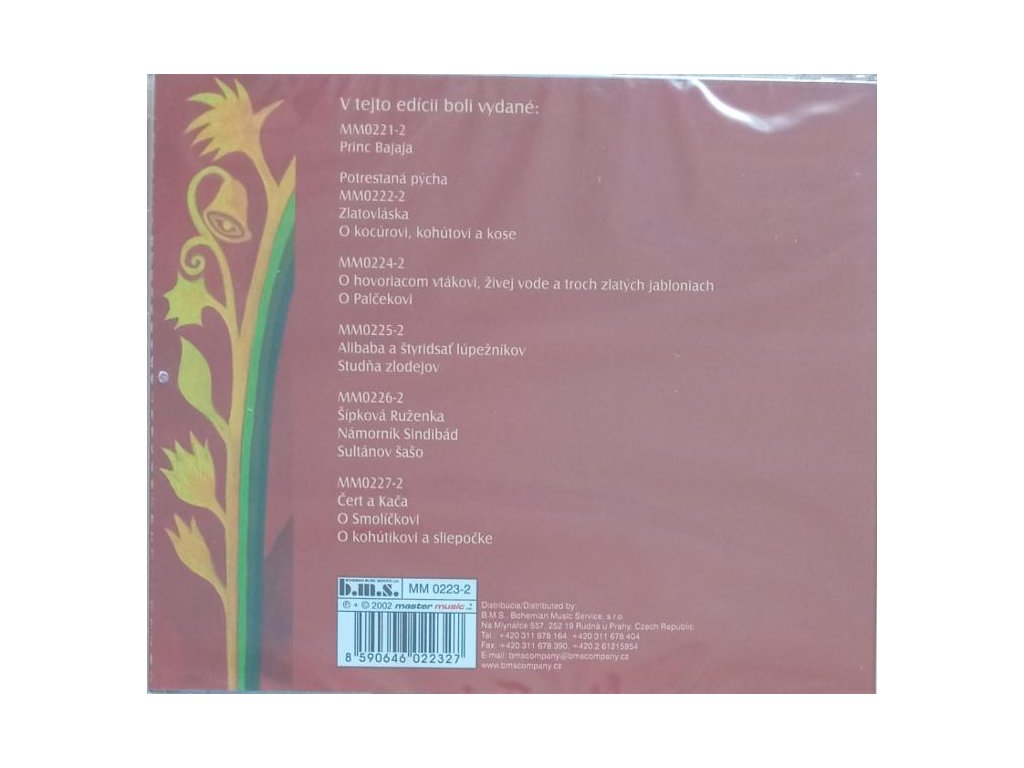 V tejto edícii boli vydané:
MM0221-2
Princ Bajaja
Potrestaná pýcha
MM0222-2
Zlatovláska
O kocúrovi, kohútovi a kose
MM0224-2
O hovoriacom vtákovi, živej vode a troch zlatých jabloniach
O Palčekovi
MM0225-2
Alibaba a štyridsať lúpežníkov
Studňa zlodejov
MM0226-2
Šípková Ruženka
Námorník Sindibád
Sultánov šašo
MM0227-2
Čert a Kača
O Smolíčkovi
O kohútikovi a sliepočke
b.m.s. MM 0223-2
℗ + © 2002 master music
8 590646 022327
Distribúcia/Distributed by:
B.M.S. Bohemian Music Service, s.r.o.
Na Mlynářce 557, 252 19 Rudná u Prahy, Czech Republic
Tel.: +420 311 678 164, +420 311 678 404
Fax: +420 311 678 390, +420 2 61215954
E-mail: bmscompany@bmscompany.cz
www.bmscompany.cz